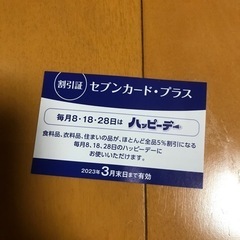 割引証 セブンカード・プラス
毎月8・18・28日は ハッピーデー
食料品、衣料品、住まいの品が、ほとんど全品5%割引になる
毎月8、18、28日のハッピーデーに
お使いいただけます。
2023年3月末日まで有効